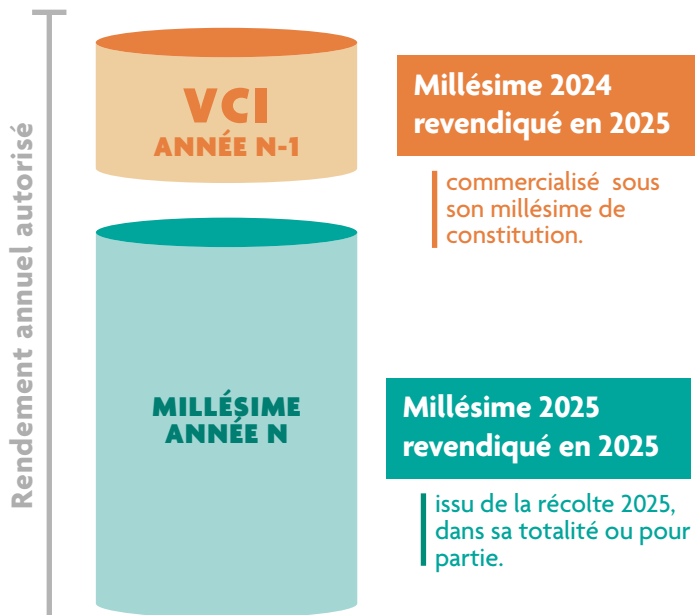 Rendement annuel autorisé
VCI
ANNÉE N-1
Millésime 2024
revendiqué en 2025
commercialisé sous
son millésime de
constitution.
MILLÉSIME
ANNÉE N
Millésime 2025
revendiqué en 2025
issu de la récolte 2025,
dans sa totalité ou pour
partie.